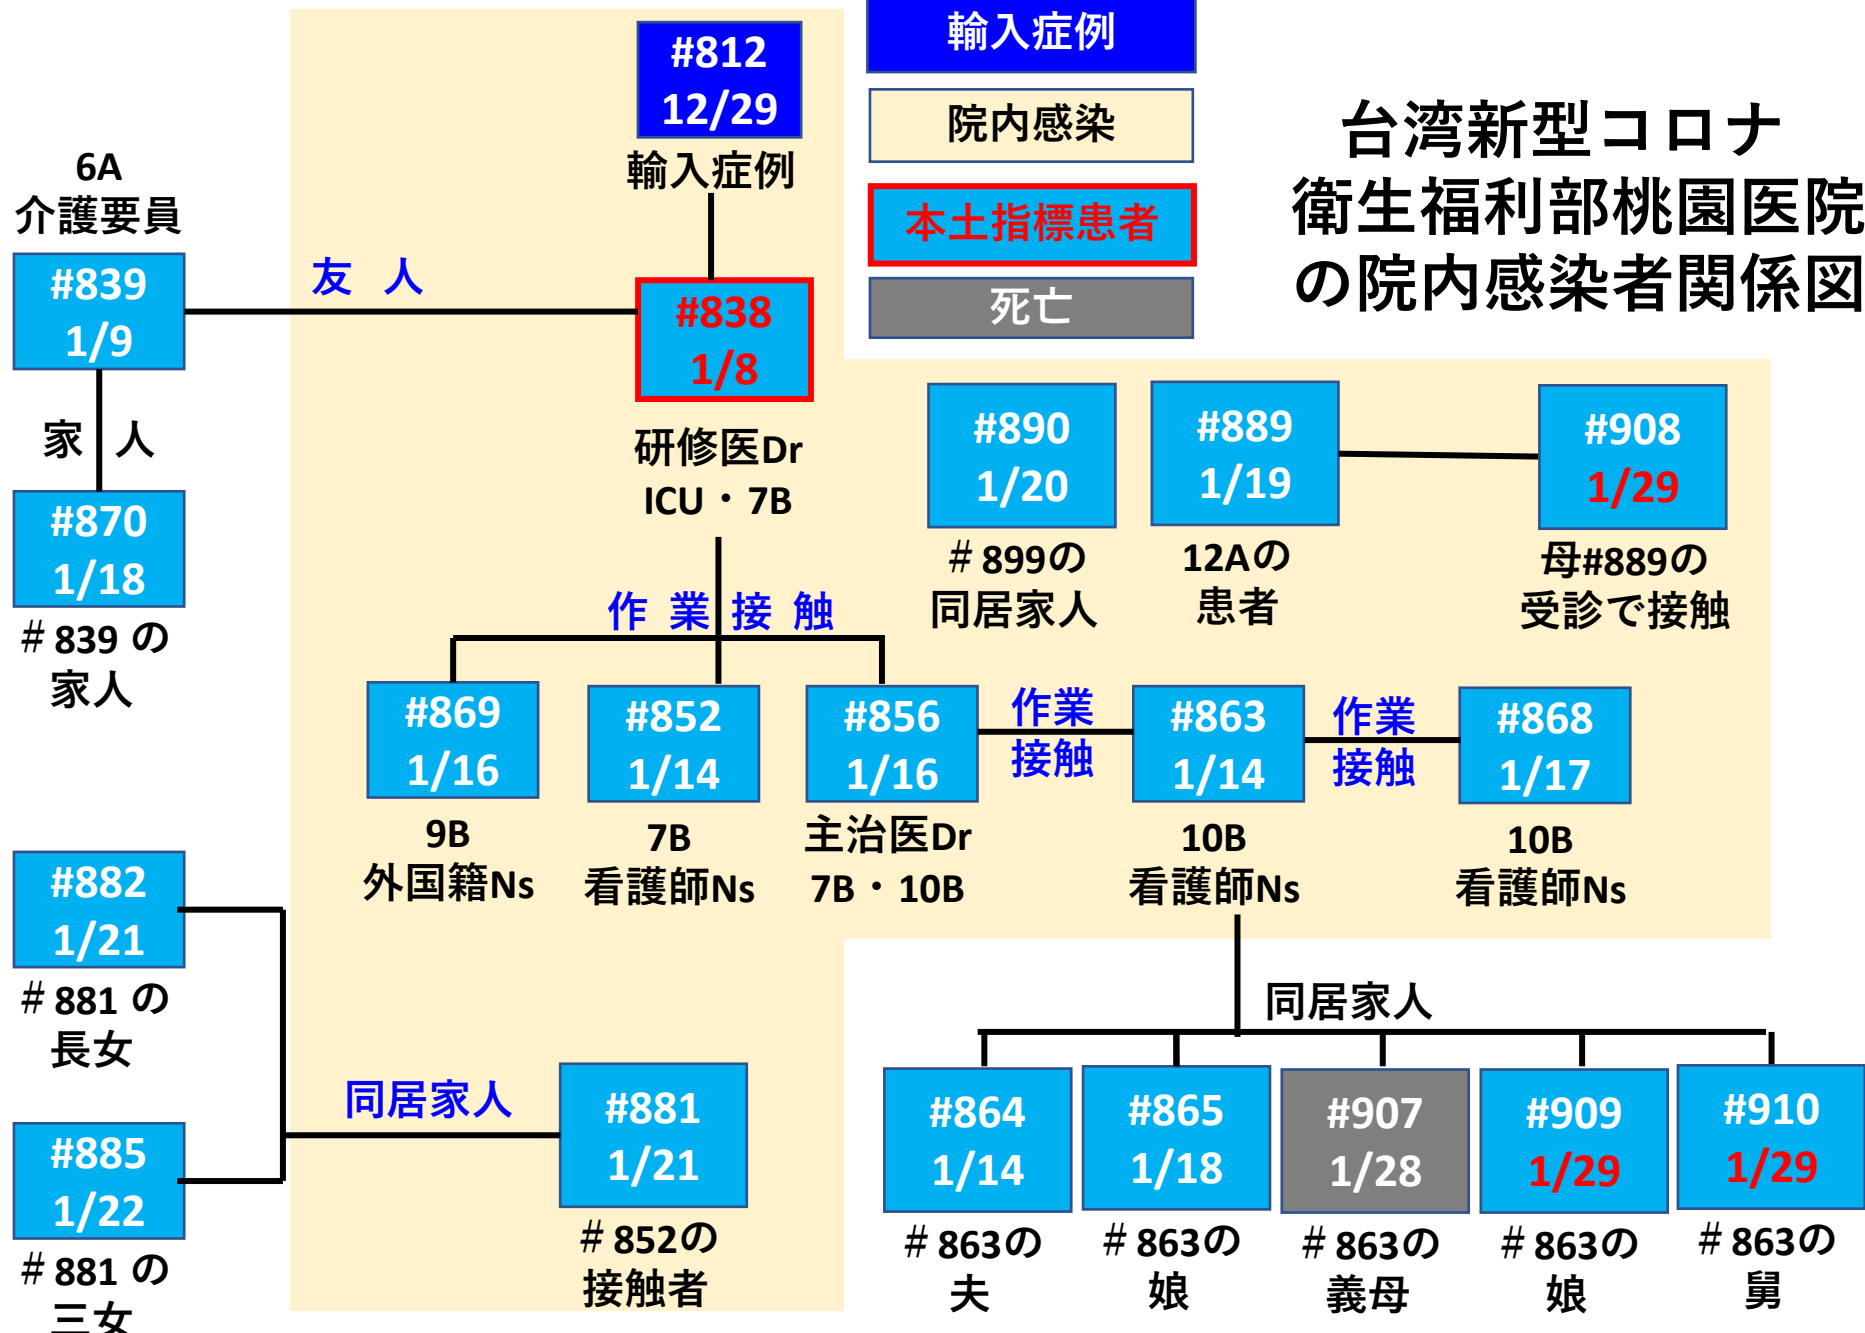 輸入症例
院内感染
本土指標患者
死亡
台湾新型コロナ
衛生福利部桃園医院
の院内感染者関係図
#812
12/29
輸入症例
6A
介護要員
#839
1/9
友 人
#838
1/8
研修医Dr
ICU・7B
家 人
#870
1/18
＃839 の
家人
#890
1/20
＃899の
同居家人
#889
1/19
12Aの
患者
#908
1/29
母#889の
受診で接触
作 業 接 触
#869
1/16
9B
外国籍Ns
#852
1/14
7B
看護師Ns
#856
1/16
主治医Dr
7B・10B
作業
接触
#863
1/14
10B
看護師Ns
作業
接触
#868
1/17
10B
看護師Ns
#882
1/21
＃881 の
長女
#885
1/22
＃881 の
三女
同居家人
#881
1/21
＃852の
接触者
同居家人
#864
1/14
＃863の
夫
#865
1/18
＃863の
娘
#907
1/28
＃863の
義母
#909
1/29
＃863の
娘
#910
1/29
＃863の
舅